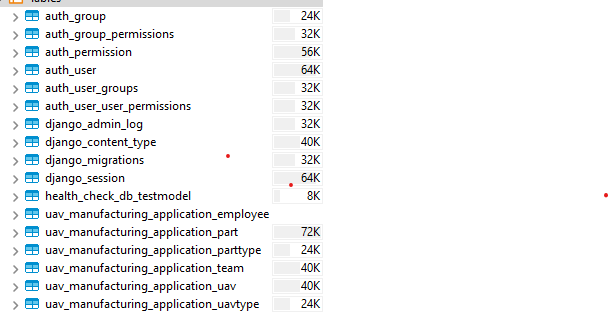 Tables
auth_group 24K
auth_group_permissions 32K
auth_permission 56K
auth_user 64K
auth_user_groups 32K
auth_user_user_permissions 32K
django_admin_log 32K
django_content_type 40K
django_migrations 32K
django_session 64K
health_check_db_testmodel 8K
uav_manufacturing_application_employee
uav_manufacturing_application_part 72K
uav_manufacturing_application_parttype 24K
uav_manufacturing_application_team 40K
uav_manufacturing_application_uav 40K
uav_manufacturing_application_uavtype 24K